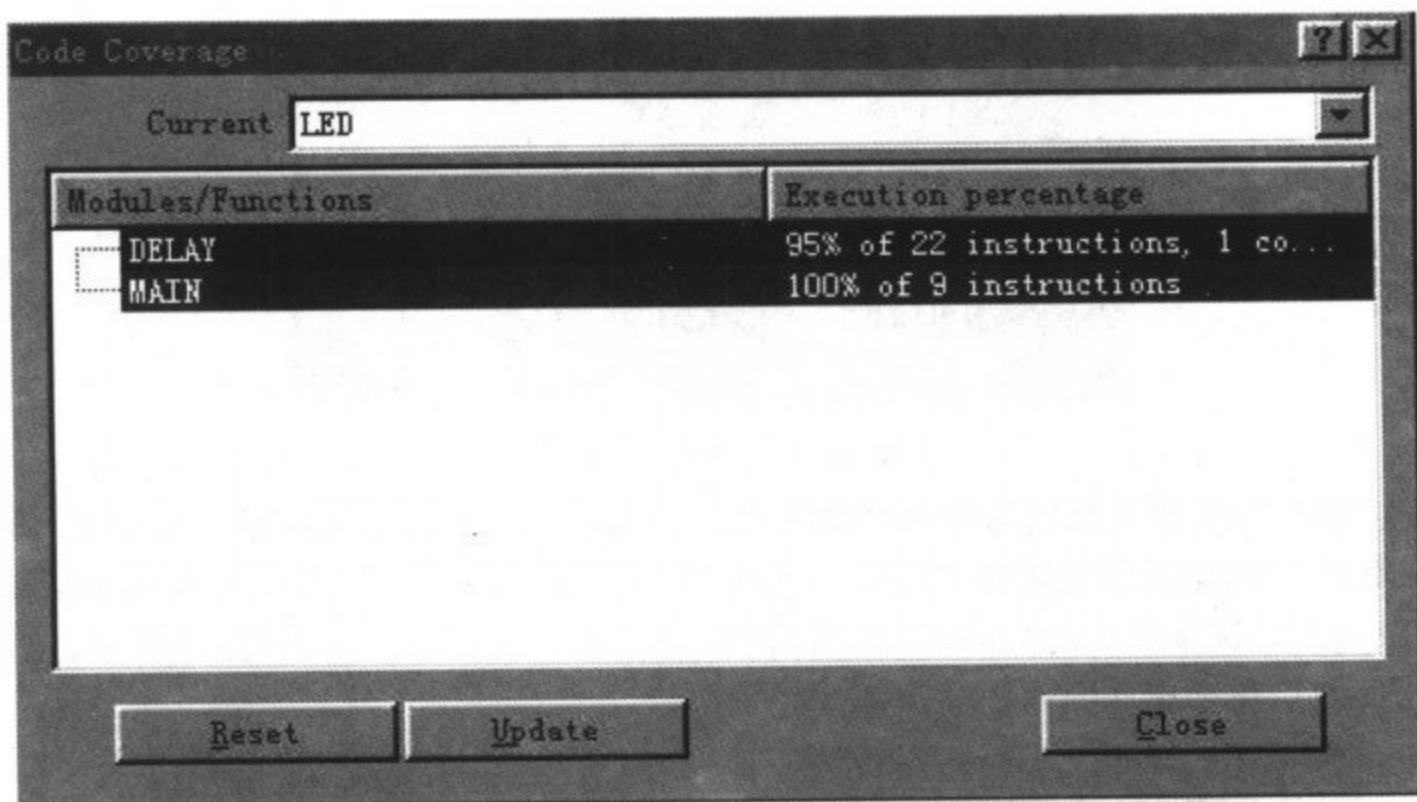 Code Coverage
Current LED
Modules/Functions Execution percentage
DELAY 95% of 22 instructions, 1 co...
MAIN 100% of 9 instructions
Reset Update Close